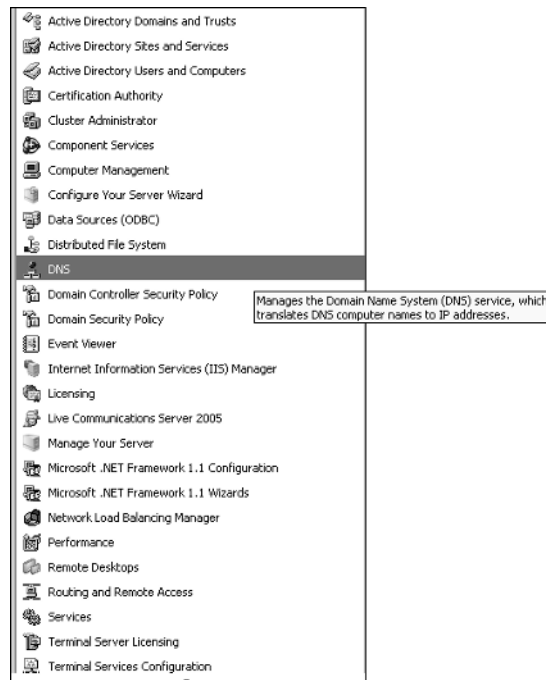 Active Directory Domains and Trusts
Active Directory Sites and Services
Active Directory Users and Computers
Certification Authority
Cluster Administrator
Component Services
Computer Management
Configure Your Server Wizard
Data Sources (ODBC)
Distributed File System
DNS
Domain Controller Security Policy
Manages the Domain Name System (DNS) service, which
translates DNS computer names to IP addresses.
Domain Security Policy
Event Viewer
Internet Information Services (IIS) Manager
Licensing
Live Communications Server 2005
Manage Your Server
Microsoft .NET Framework 1.1 Configuration
Microsoft .NET Framework 1.1 Wizards
Network Load Balancing Manager
Performance
Remote Desktops
Routing and Remote Access
Services
Terminal Server Licensing
Terminal Services Configuration